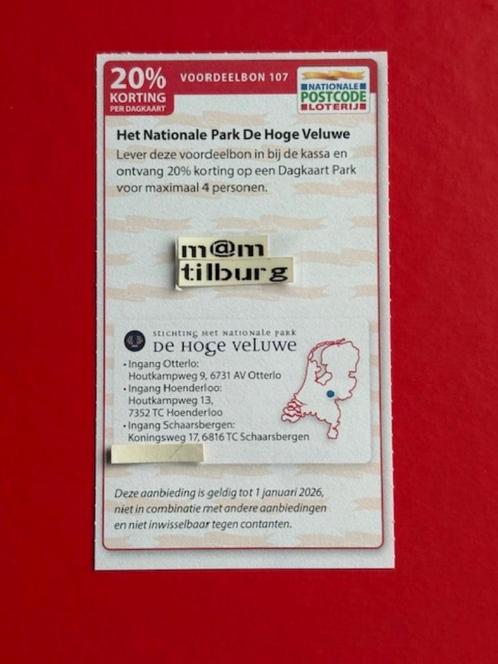 20%
KORTING
PER DAGKAART
VOORDEELBON 107
NATIONALE
POSTCODE
LOTERIJ
Het Nationale Park De Hoge Veluwe
Lever deze voordeelbon in bij de kassa en
ontvang 20% korting op een Dagkaart Park
voor maximaal 4 personen.
m@m
tilburg
STICHTING HET NATIONALE PARK
DE HOGE VELUWE
• Ingang Otterlo:
Houtkampweg 9, 6731 AV Otterlo
• Ingang Hoenderloo:
Houtkampweg 13,
7352 TC Hoenderloo
• Ingang Schaarsbergen:
Koningsweg 17, 6816 TC Schaarsbergen
Deze aanbieding is geldig tot 1 januari 2026,
niet in combinatie met andere aanbiedingen
en niet inwisselbaar tegen contanten.